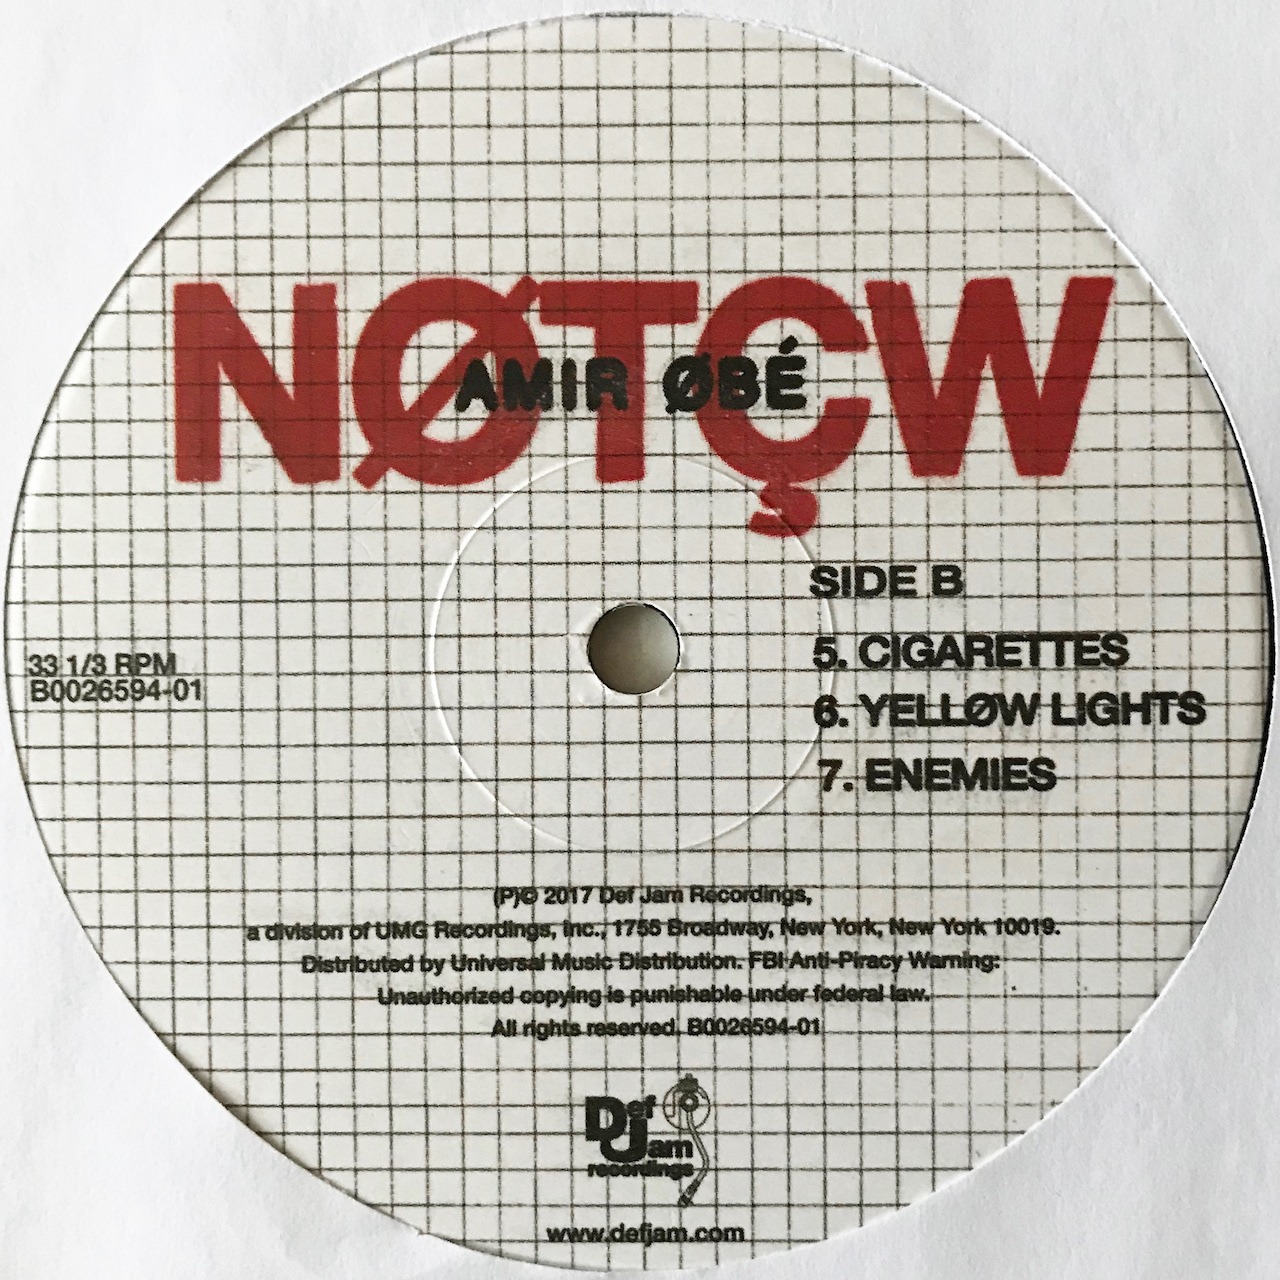 NØTÇW
AMIR ØBÉ
SIDE B
5. CIGARETTES
6. YELLØW LIGHTS
7. ENEMIES
33 1/3 RPM
B0026594-01
(P)© 2017 Def Jam Recordings,
a division of UMG Recordings, Inc., 1755 Broadway, New York, New York 10019.
Distributed by Universal Music Distribution. FBI Anti-Piracy Warning:
Unauthorized copying is punishable under federal law.
All rights reserved. B0026594-01
Def
Jam
recordings
www.defjam.com